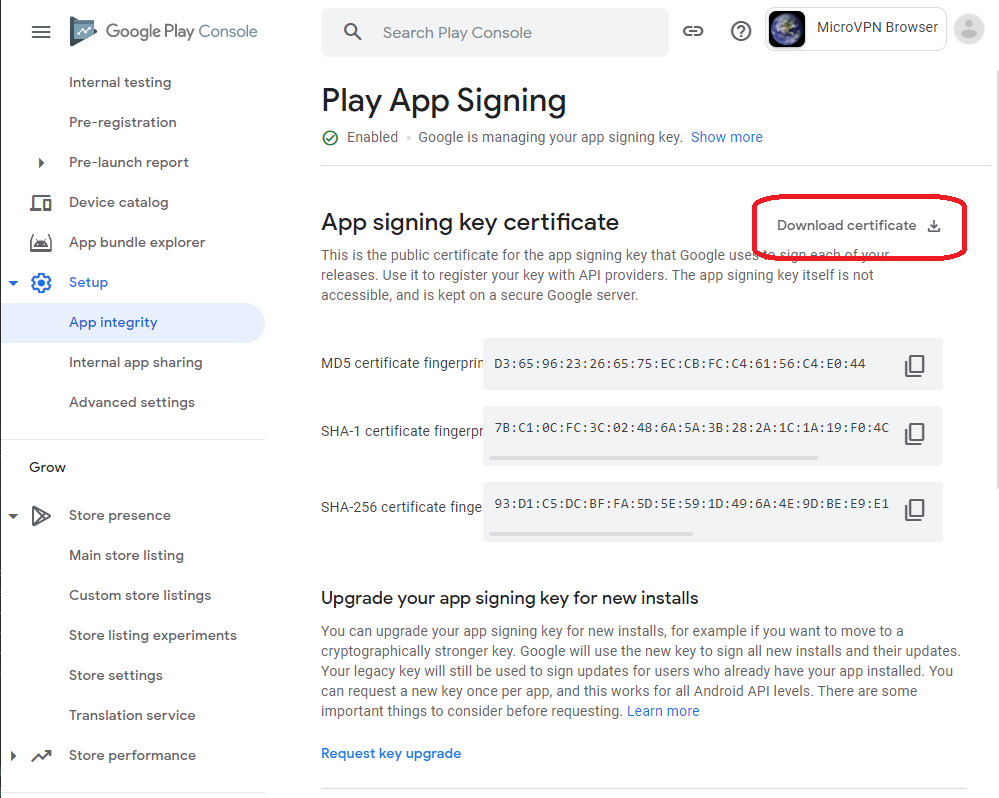 Google Play Console
Search Play Console
MicroVPN Browser
Internal testing
Pre-registration
Pre-launch report
Device catalog
App bundle explorer
Setup
App integrity
Internal app sharing
Advanced settings
Grow
Store presence
Main store listing
Custom store listings
Store listing experiments
Store settings
Translation service
Store performance
Play App Signing
Enabled • Google is managing your app signing key. Show more
App signing key certificate
Download certificate
This is the public certificate for the app signing key that Google uses to sign each of your
releases. Use it to register your key with API providers. The app signing key itself is not
accessible, and is kept on a secure Google server.
MD5 certificate fingerprin
D3:65:96:23:26:65:75:EC:CB:FC:C4:61:56:C4:E0:44
SHA-1 certificate fingerpr
7B:C1:0C:FC:3C:02:48:6A:5A:3B:28:2A:1C:1A:19:F0:4C
SHA-256 certificate finge
93:D1:C5:DC:BF:FA:5D:5E:59:1D:49:6A:4E:9D:BE:E9:E1
Upgrade your app signing key for new installs
You can upgrade your app signing key for new installs, for example if you want to move to a
cryptographically stronger key. Google will use the new key to sign all new installs and their updates.
Your legacy key will still be used to sign updates for users who already have your app installed. You
can request a new key once per app, and this works for all Android API levels. There are some
important things to consider before requesting. Learn more
Request key upgrade